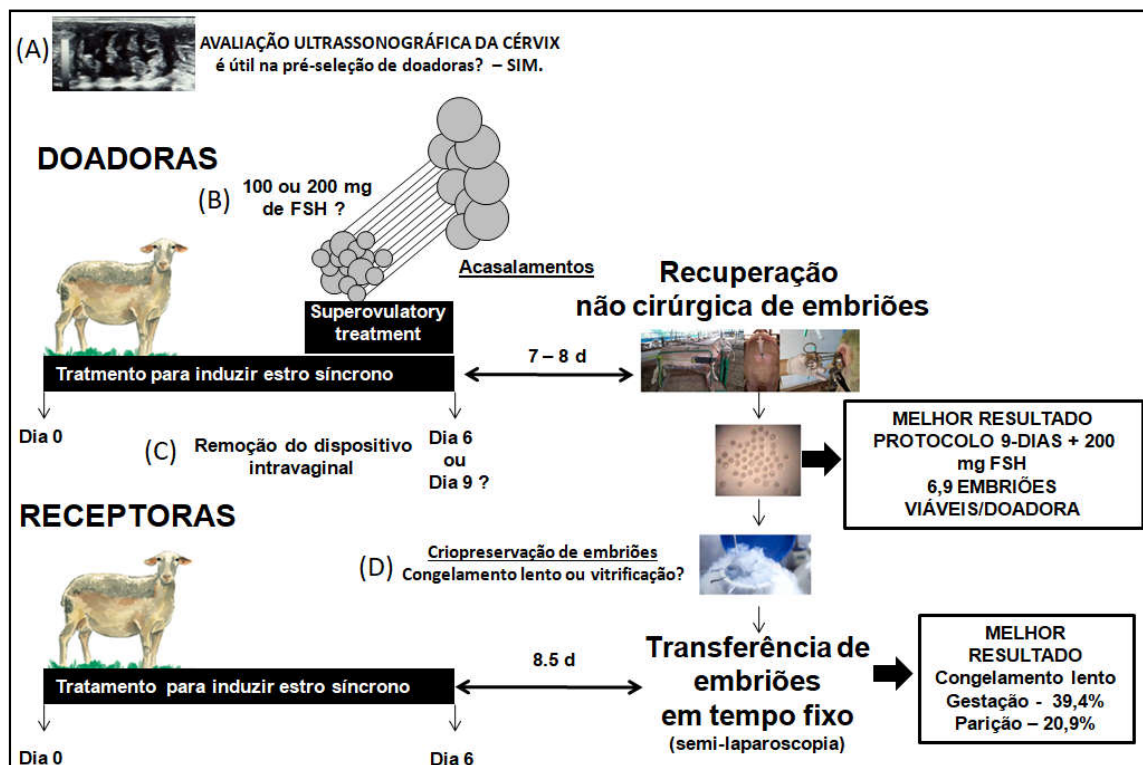 (A)
AVALIAÇÃO ULTRASSONOGRÁFICA DA CÉRVIX
é útil na pré-seleção de doadoras? – SIM.
DOADORAS
(B)
100 ou 200 mg
de FSH ?
Acasalamentos
Superovulatory
treatment
Tratmento para induzir estro síncrono
7 – 8 d
Recuperação
não cirúrgica de embriões
Dia 0
(C)
Remoção do dispositivo
intravaginal
Dia 6
ou
Dia 9 ?
MELHOR RESULTADO
PROTOCOLO 9-DIAS + 200
mg FSH
6,9 EMBRIÕES
VIÁVEIS/DOADORA
RECEPTORAS
(D)
Criopreservação de embriões
Congelamento lento ou vitrificação?
Tratamento para induzir estro síncrono
8.5 d
Transferência de
embriões
em tempo fixo
(semi-laparoscopia)
MELHOR
RESULTADO
Congelamento lento
Gestação - 39,4%
Parição – 20,9%
Dia 0
Dia 6